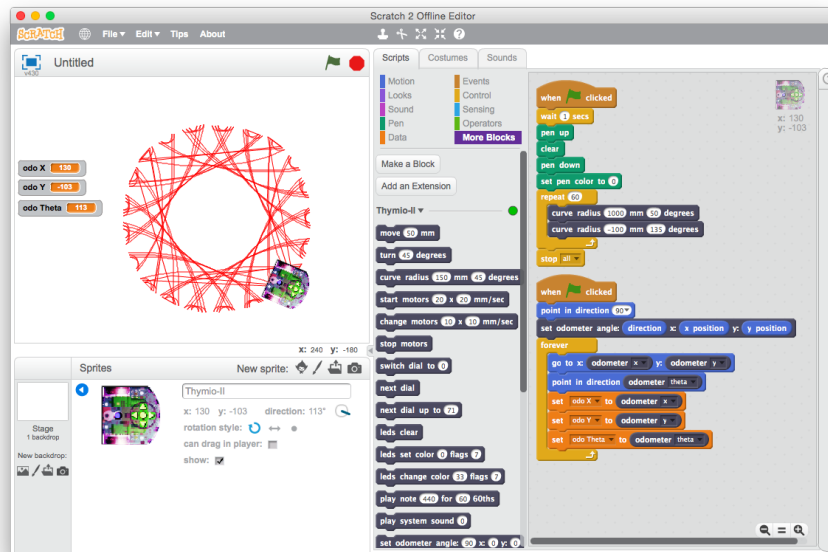 Scratch 2 Offline Editor
SCRATCH File▾ Edit▾ Tips About
v430
Untitled
odo X 130
odo Y -103
odo Theta 113
x: 240 y: -180
Sprites New sprite:
Stage
1 backdrop
New backdrop:
Thymio-II
x: 130 y: -103 direction: 113°
rotation style:
can drag in player:
show:
Scripts Costumes Sounds
Motion Events
Looks Control
Sound Sensing
Pen Operators
Data More Blocks
Make a Block
Add an Extension
Thymio-II▾
move 50 mm
turn 45 degrees
curve radius 150 mm 45 degrees
start motors 20 x 20 mm/sec
change motors 10 x 10 mm/sec
stop motors
switch dial to 0
next dial
next dial up to 71
leds clear
leds set color 0 flags 7
leds change color 33 flags 7
play note 440 for 60 60ths
play system sound 0
set odometer angle: 90 x: 0 y: 0
x: 130
y: -103
when clicked
wait 1 secs
pen up
clear
pen down
set pen color to 0
repeat 60
curve radius 1000 mm 50 degrees
curve radius -100 mm 135 degrees
stop all▾
when clicked
point in direction 90▾
set odometer angle: direction x: x position y: y position
forever
go to x: odometer x▾ y: odometer y▾
point in direction odometer theta▾
set odo X▾ to odometer x▾
set odo Y▾ to odometer y▾
set odo Theta▾ to odometer theta▾